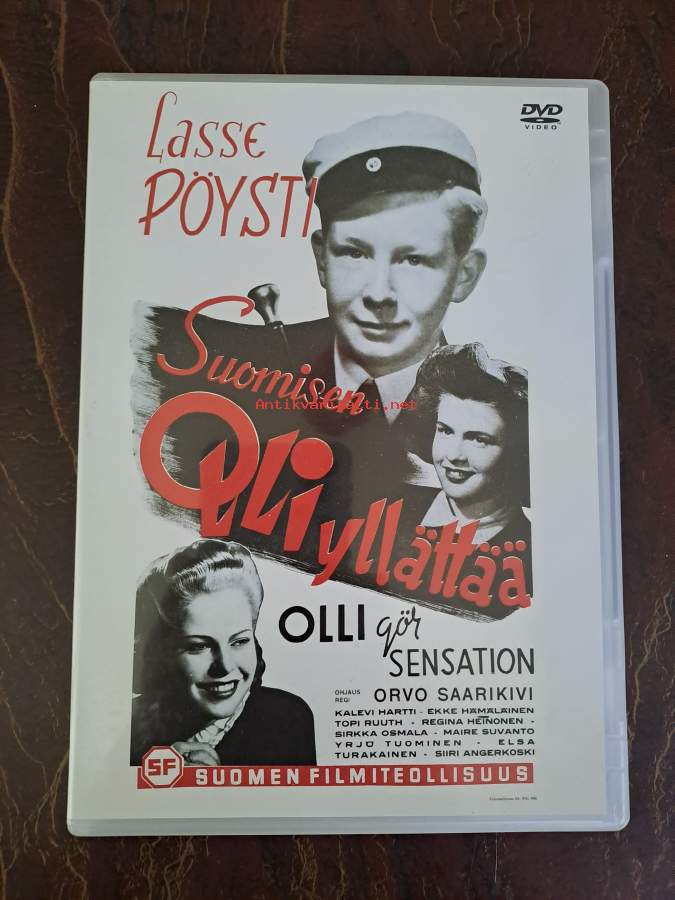 Lasse
PÖYSTI
DVD
VIDEO
Suomisen
Antikvariaatti.net
OLLi
yllättää
OLLI gör
SENSATION
OHJAUS
REGI
ORVO SAARIKIVI
KALEVI HARTTI - EKKE HÄMÄLÄINEN
TOPI RUUTH - REGINA HEINONEN -
SIRKKA OSMALA - MAIRE SUVANTO
YRJÖ TUOMINEN - ELSA
TURAKAINEN - SIIRI ANGERKOSKI
SF SUOMEN FILMITEOLLISUUS